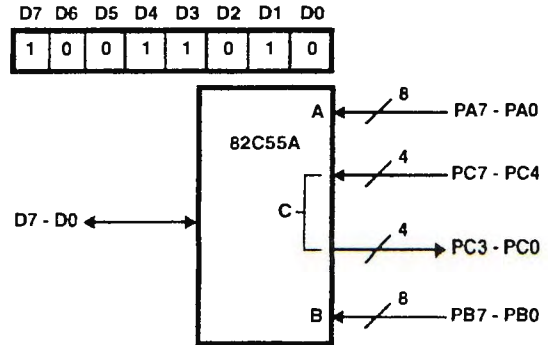 D7 D6 D5 D4 D3 D2 D1 D0
1 0 0 1 1 0 1 0
A 8 PA7 - PA0
82C55A
4 PC7 - PC4
C
D7 - D0
4 PC3 - PC0
B 8 PB7 - PB0